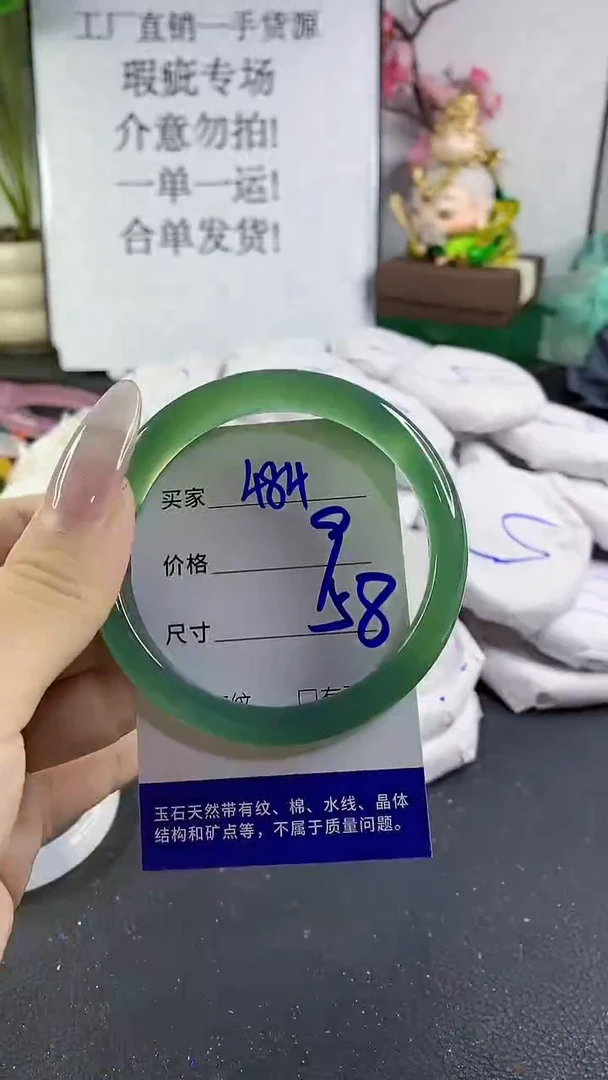 工厂直销一手货源
瑕疵专场
介意勿拍!
一单一运!
合单发货!
买家 484
价格 9
尺寸 58
纹 □有
玉石天然带有纹、棉、水线、晶体
结构和矿点等，不属于质量问题。